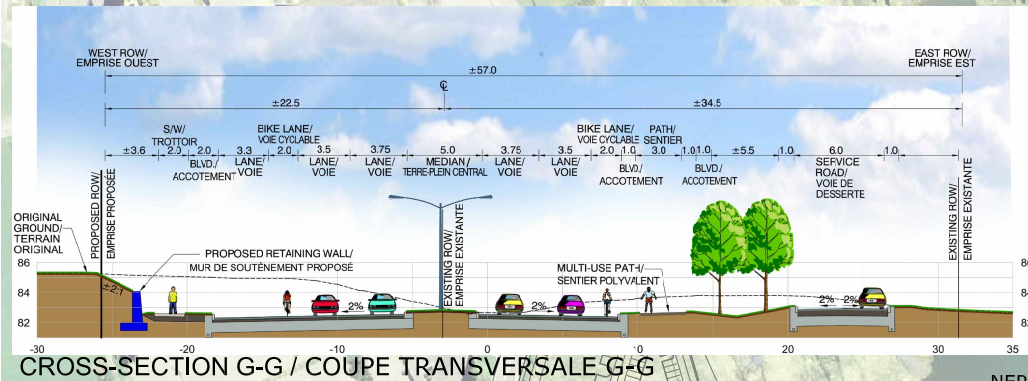 WEST ROW/
EMPRISE OUEST
EAST ROW/
EMPRISE EST
±57.0
℄
±22.5
±34.5
S/W/
TROTTOIR
BIKE LANE/
VOIE CYCLABLE
BIKE LANE/
VOIE CYCLABLE
PATH/
SENTIER
±3.6 2.0 2.0 3.3 2.0 3.5 3.75 5.0 3.75 3.5 2.0 1.0 3.0 1.0 1.0 ±5.5 1.0 6.0 1.0
BLVD./
ACCOTEMENT
LANE/
VOIE
LANE/
VOIE
LANE/
VOIE
MEDIAN/
TERRE-PLEIN CENTRAL
LANE/
VOIE
LANE/
VOIE
BLVD./
ACCOTEMENT
BLVD./
ACCOTEMENT
SERVICE
ROAD/
VOIE DE
DESSERTE
PROPOSED ROW/
EMPRISE PROPOSÉE
EXISTING ROW/
EMPRISE EXISTANTE
EXISTING ROW/
EMPRISE EXISTANTE
ORIGINAL
GROUND/
TERRAIN
ORIGINAL
PROPOSED RETAINING WALL/
MUR DE SOUTÈNEMENT PROPOSÉ
MULTI-USE PATH/
SENTIER POLYVALENT
±2:1
2%
2%
2%
2%
86
84
82
-30 -20 -10 0 10 20 30 35
CROSS-SECTION G-G / COUPE TRANSVERSALE G-G